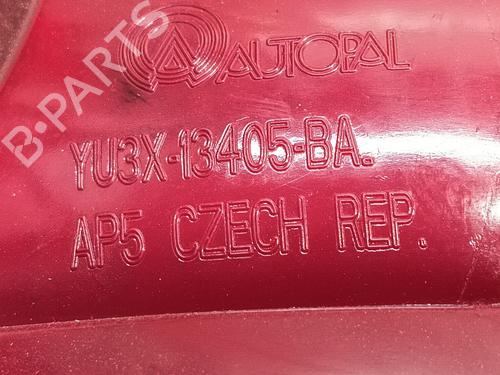 AUTOPAL
YU3X-13405-BA.
AP5 CZECH REP.
B-PARTS